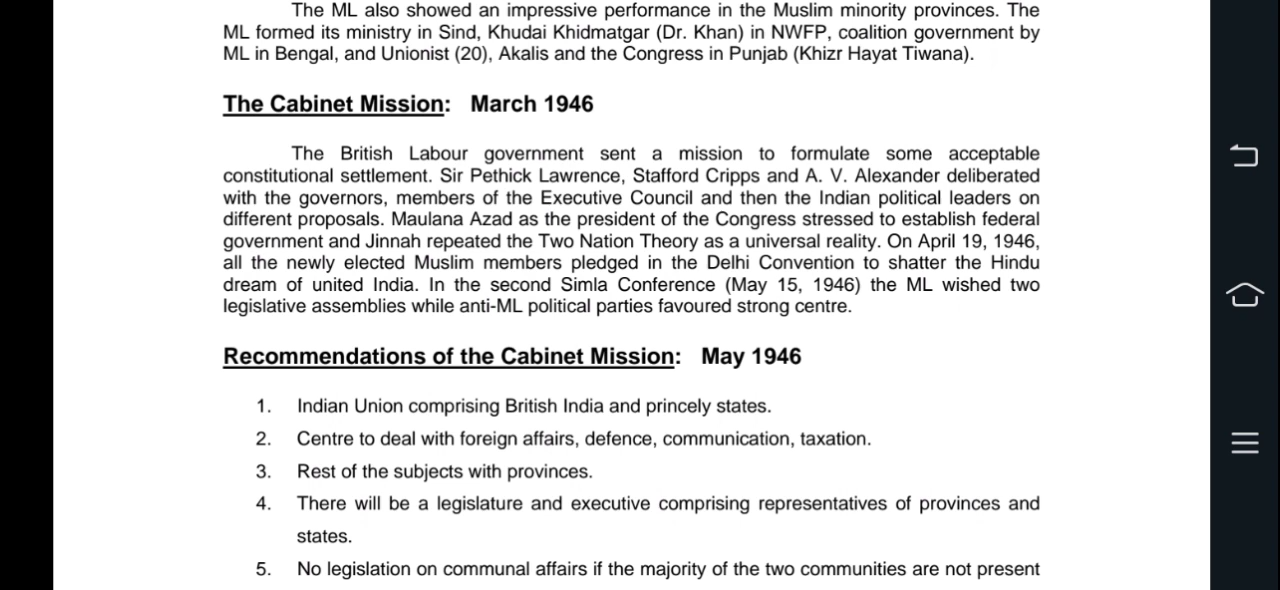 The ML also showed an impressive performance in the Muslim minority provinces. The
ML formed its ministry in Sind, Khudai Khidmatgar (Dr. Khan) in NWFP, coalition government by
ML in Bengal, and Unionist (20), Akalis and the Congress in Punjab (Khizr Hayat Tiwana).
The Cabinet Mission: March 1946
The British Labour government sent a mission to formulate some acceptable
constitutional settlement. Sir Pethick Lawrence, Stafford Cripps and A. V. Alexander deliberated
with the governors, members of the Executive Council and then the Indian political leaders on
different proposals. Maulana Azad as the president of the Congress stressed to establish federal
government and Jinnah repeated the Two Nation Theory as a universal reality. On April 19, 1946,
all the newly elected Muslim members pledged in the Delhi Convention to shatter the Hindu
dream of united India. In the second Simla Conference (May 15, 1946) the ML wished two
legislative assemblies while anti-ML political parties favoured strong centre.
Recommendations of the Cabinet Mission: May 1946
1. Indian Union comprising British India and princely states.
2. Centre to deal with foreign affairs, defence, communication, taxation.
3. Rest of the subjects with provinces.
4. There will be a legislature and executive comprising representatives of provinces and
states.
5. No legislation on communal affairs if the majority of the two communities are not present